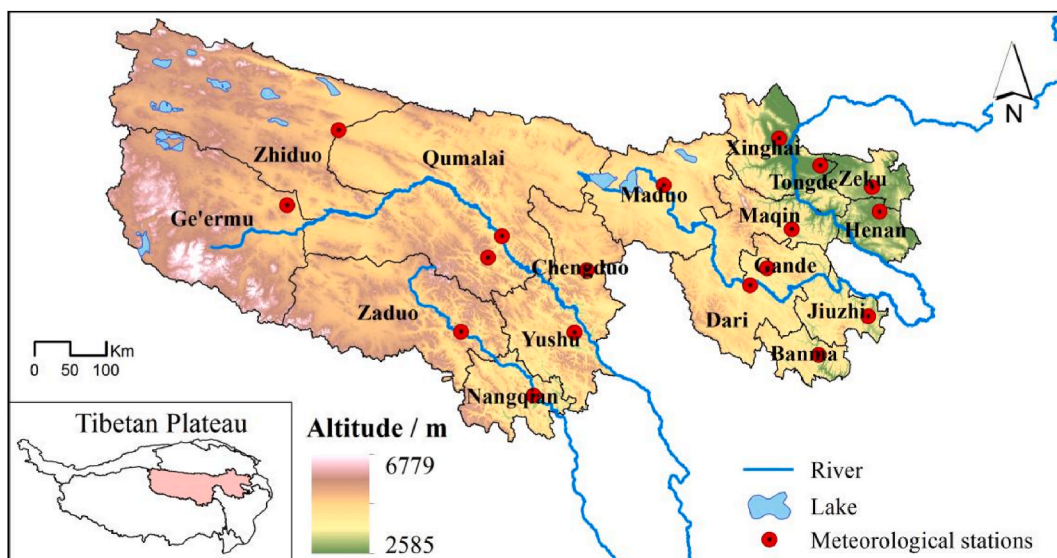 Xinghai
N
Zhiduo
Qumalai
Tongde
Zeku
Maduo
Ge'ermu
Maqin
Henan
Chengduo
Gande
Zaduo
Dari
Jiuzhi
Yushu
Banma
Km
0 50 100
Nangqian
Tibetan Plateau
Altitude / m
6779
2585
River
Lake
Meteorological stations